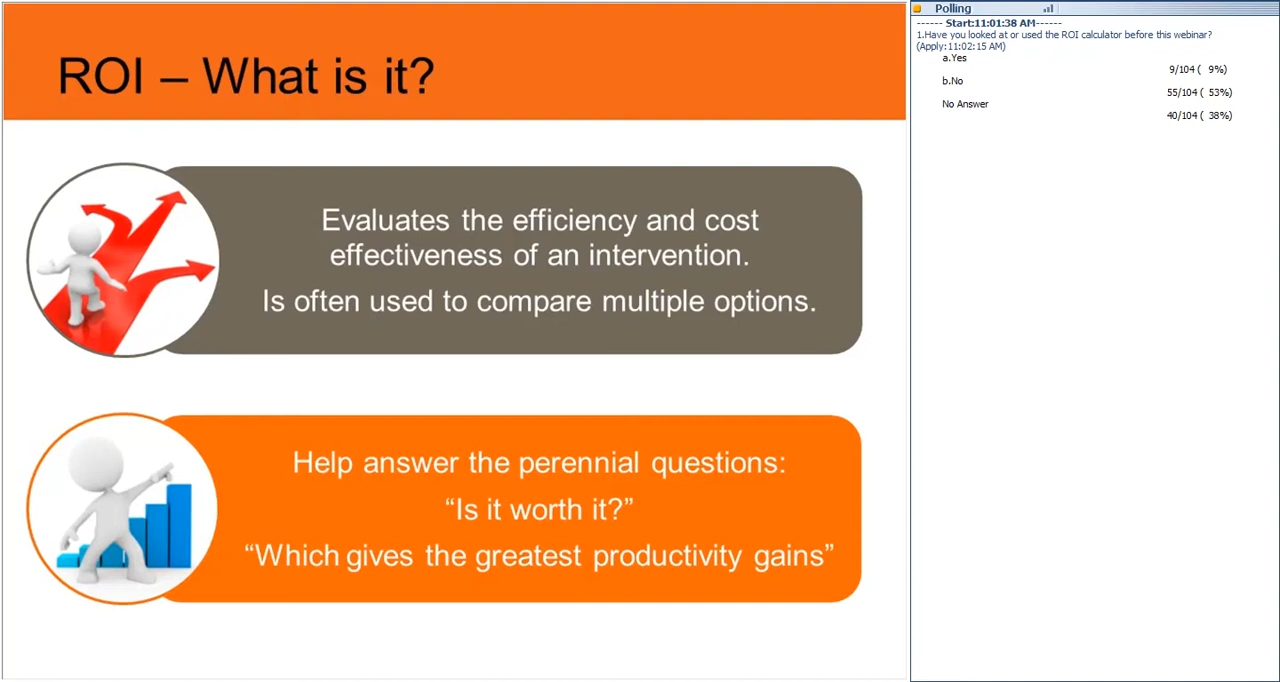 ROI – What is it?
Evaluates the efficiency and cost
effectiveness of an intervention.
Is often used to compare multiple options.
Help answer the perennial questions:
“Is it worth it?”
“Which gives the greatest productivity gains”
Polling
------ Start:11:01:38 AM------
1.Have you looked at or used the ROI calculator before this webinar?
(Apply:11:02:15 AM)
a.Yes
9/104 ( 9%)
b.No
55/104 ( 53%)
No Answer
40/104 ( 38%)